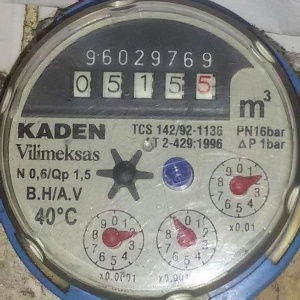 96029769
05155
m³
KADEN
TCS 142/92-1136 PN16bar
Vilimeksas
LT 2-429:1996 ΔP 1bar
N 0,6/Qp 1,5
B.H/A.V
40°C
x0,01
x0,0001
x0,001